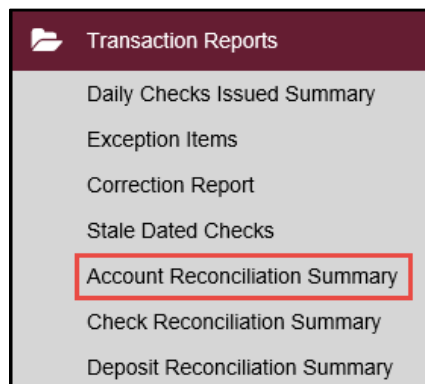 Transaction Reports
Daily Checks Issued Summary
Exception Items
Correction Report
Stale Dated Checks
Account Reconciliation Summary
Check Reconciliation Summary
Deposit Reconciliation Summary